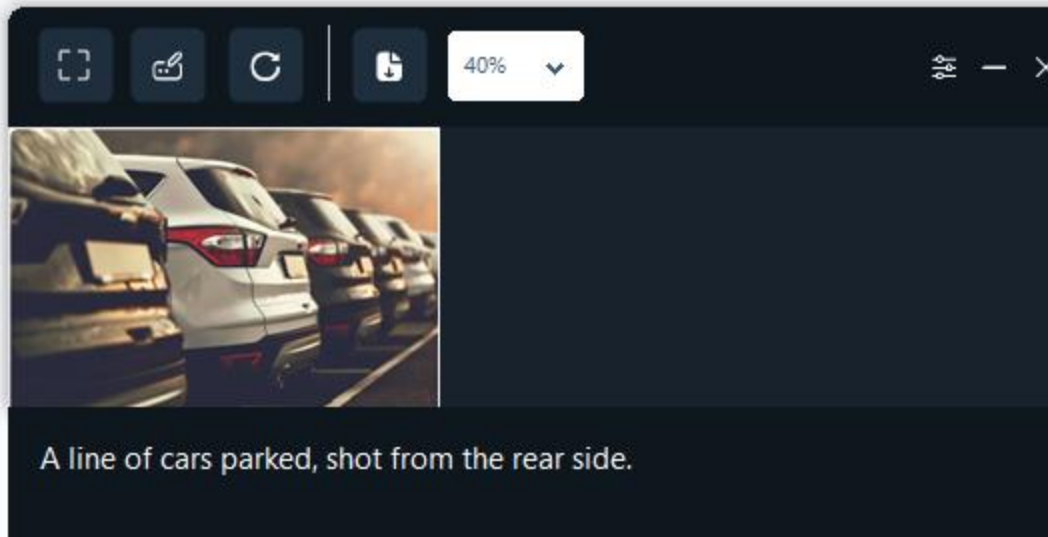 40%
A line of cars parked, shot from the rear side.